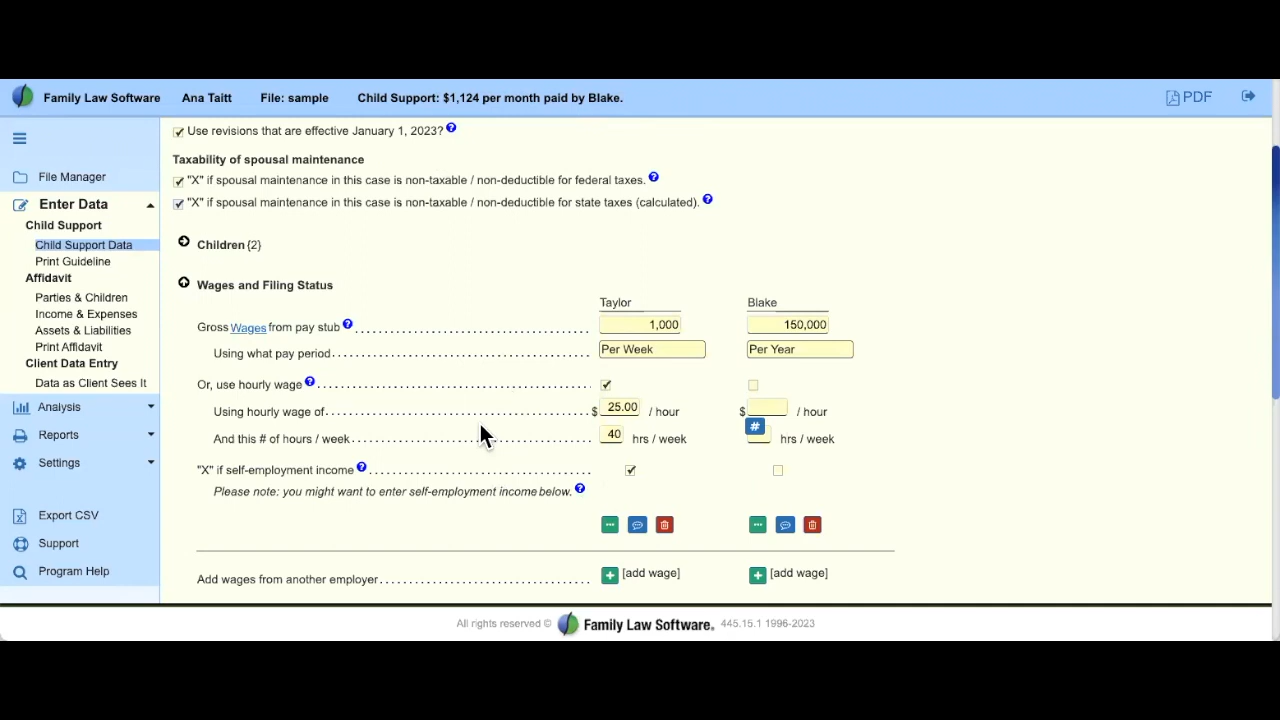 Family Law Software Ana Taitt File: sample Child Support: $1,124 per month paid by Blake. PDF
File Manager
Enter Data
Child Support
Child Support Data
Print Guideline
Affidavit
Parties & Children
Income & Expenses
Assets & Liabilities
Print Affidavit
Client Data Entry
Data as Client Sees It
Analysis
Reports
Settings
Export CSV
Support
Program Help
Use revisions that are effective January 1, 2023? ?
Taxability of spousal maintenance
"X" if spousal maintenance in this case is non-taxable / non-deductible for federal taxes. ?
"X" if spousal maintenance in this case is non-taxable / non-deductible for state taxes (calculated). ?
Children (2)
Wages and Filing Status
Taylor Blake
Gross Wages from pay stub ? 1,000 150,000
Using what pay period Per Week Per Year
Or, use hourly wage ?
Using hourly wage of $ 25.00 / hour $ / hour
And this # of hours / week 40 hrs / week # hrs / week
"X" if self-employment income ?
Please note: you might want to enter self-employment income below. ?
Add wages from another employer + [add wage] + [add wage]
All rights reserved © Family Law Software. 445.15.1 1996-2023